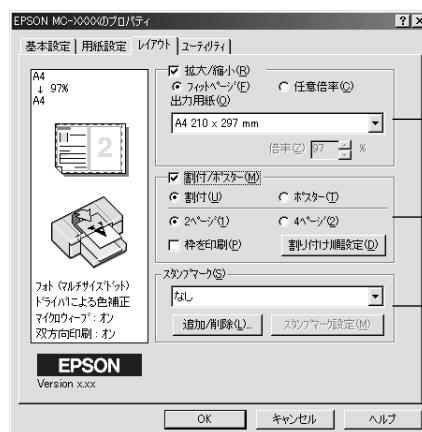 EPSON MC-XXXXのプロパティ
基本設定 用紙設定 レイアウト ユーティリティ
A4
↓ 97%
A4
2
フォト (マルチサイズドット)
ドライバによる色補正
マイクロウィーブ : オン
双方向印刷 : オン
EPSON
Version x.xx
拡大/縮小(R)
フィットページ(F) 任意倍率(C)
出力用紙(O)
A4 210 x 297 mm
倍率(Z) 97 %
割付/ポスター(M)
割付(U) ポスター(T)
2ページ(1) 4ページ(2)
枠を印刷(P) 割り付け順設定(D)
スタンプマーク(S)
なし
追加/削除(L)... スタンプマーク設定(M)
OK キャンセル ヘルプ